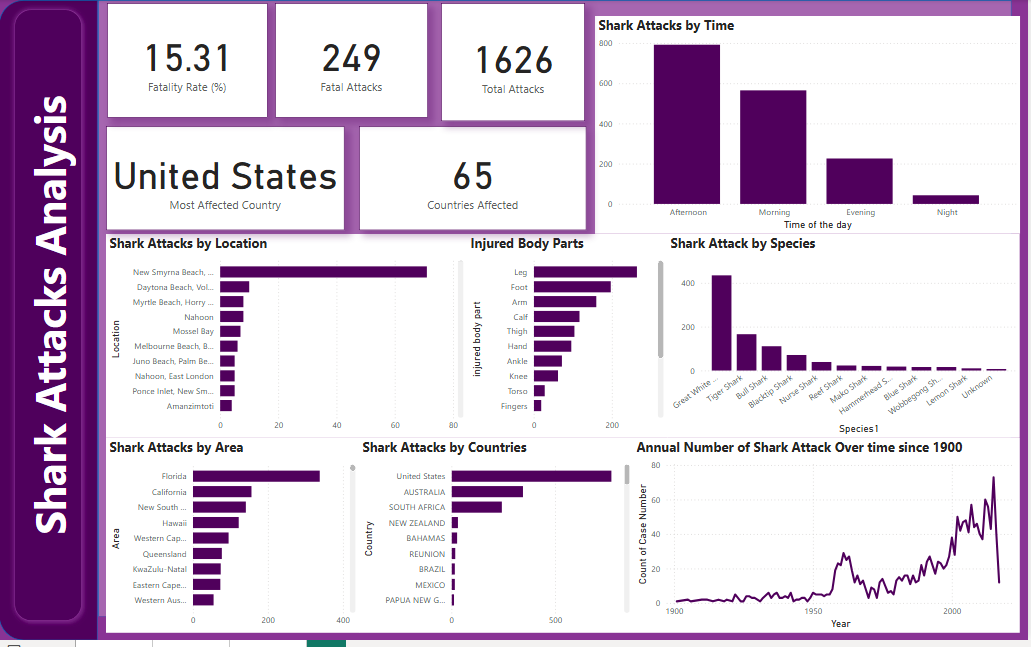 Shark Attacks Analysis
15.31
Fatality Rate (%)
249
Fatal Attacks
1626
Total Attacks
United States
Most Affected Country
65
Countries Affected
Shark Attacks by Time
800
600
400
200
0
Afternoon
Morning
Evening
Night
Time of the day
Shark Attacks by Location
Location
New Smyrna Beach, ...
Daytona Beach, Vol...
Myrtle Beach, Horry ...
Nahoon
Mossel Bay
Melbourne Beach, B...
Juno Beach, Palm Be...
Nahoon, East London
Ponce Inlet, New Sm...
Amanzimtoti
0 20 40 60 80
Injured Body Parts
injured body part
Leg
Foot
Arm
Calf
Thigh
Hand
Ankle
Knee
Torso
Fingers
0 200
Shark Attack by Species
400
200
0
Great White ...
Tiger Shark
Bull Shark
Blacktip Shark
Nurse Shark
Reef Shark
Mako Shark
Hammerhead S...
Blue Shark
Wobbegong Sh...
Lemon Shark
Unknown
Species1
Shark Attacks by Area
Area
Florida
California
New South ...
Hawaii
Western Cap...
Queensland
KwaZulu-Natal
Eastern Cape...
Western Aus...
0 200 400
Shark Attacks by Countries
Country
United States
AUSTRALIA
SOUTH AFRICA
NEW ZEALAND
BAHAMAS
REUNION
BRAZIL
MEXICO
PAPUA NEW G...
0 500
Annual Number of Shark Attack Over time since 1900
Count of Case Number
80
60
40
20
0
1900 1950 2000
Year